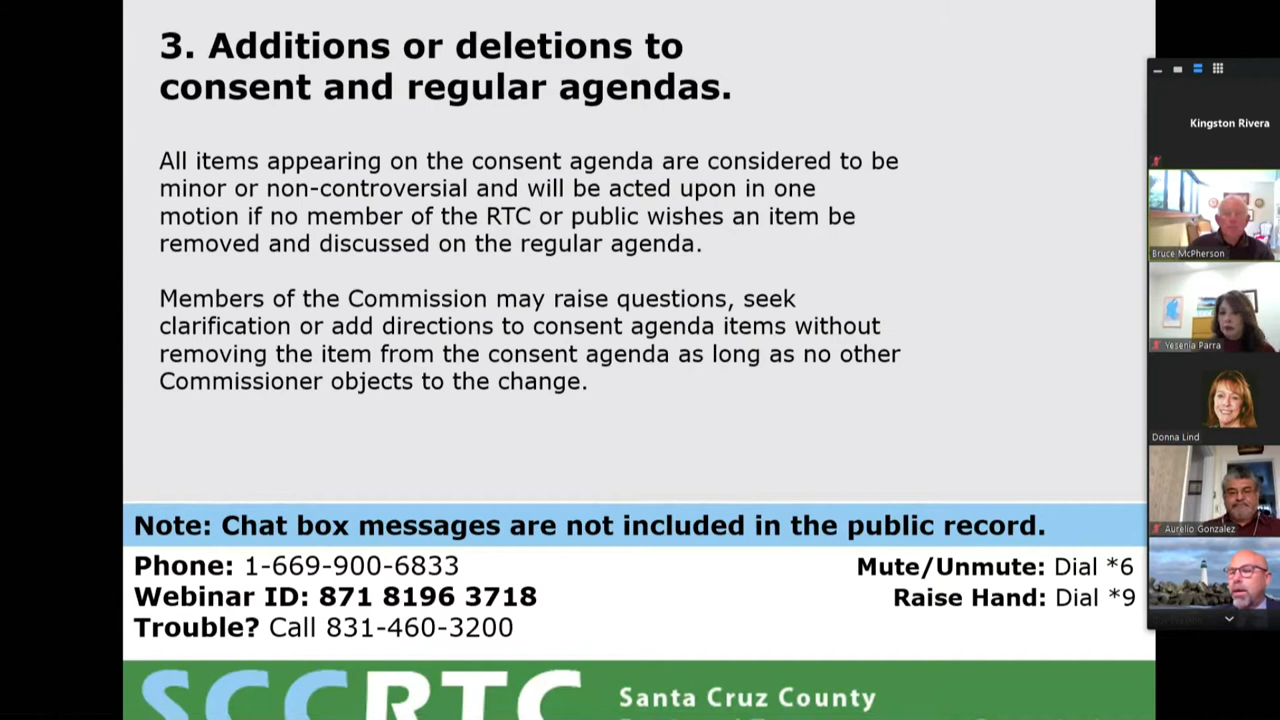 3. Additions or deletions to
consent and regular agendas.
All items appearing on the consent agenda are considered to be
minor or non-controversial and will be acted upon in one
motion if no member of the RTC or public wishes an item be
removed and discussed on the regular agenda.
Members of the Commission may raise questions, seek
clarification or add directions to consent agenda items without
removing the item from the consent agenda as long as no other
Commissioner objects to the change.
Note: Chat box messages are not included in the public record.
Phone: 1-669-900-6833
Mute/Unmute: Dial *6
Webinar ID: 871 8196 3718
Raise Hand: Dial *9
Trouble? Call 831-460-3200
SCCRTC
Santa Cruz County
Kingston Rivera
Bruce McPherson
Yesenia Parra
Donna Lind
Aurelio Gonzalez